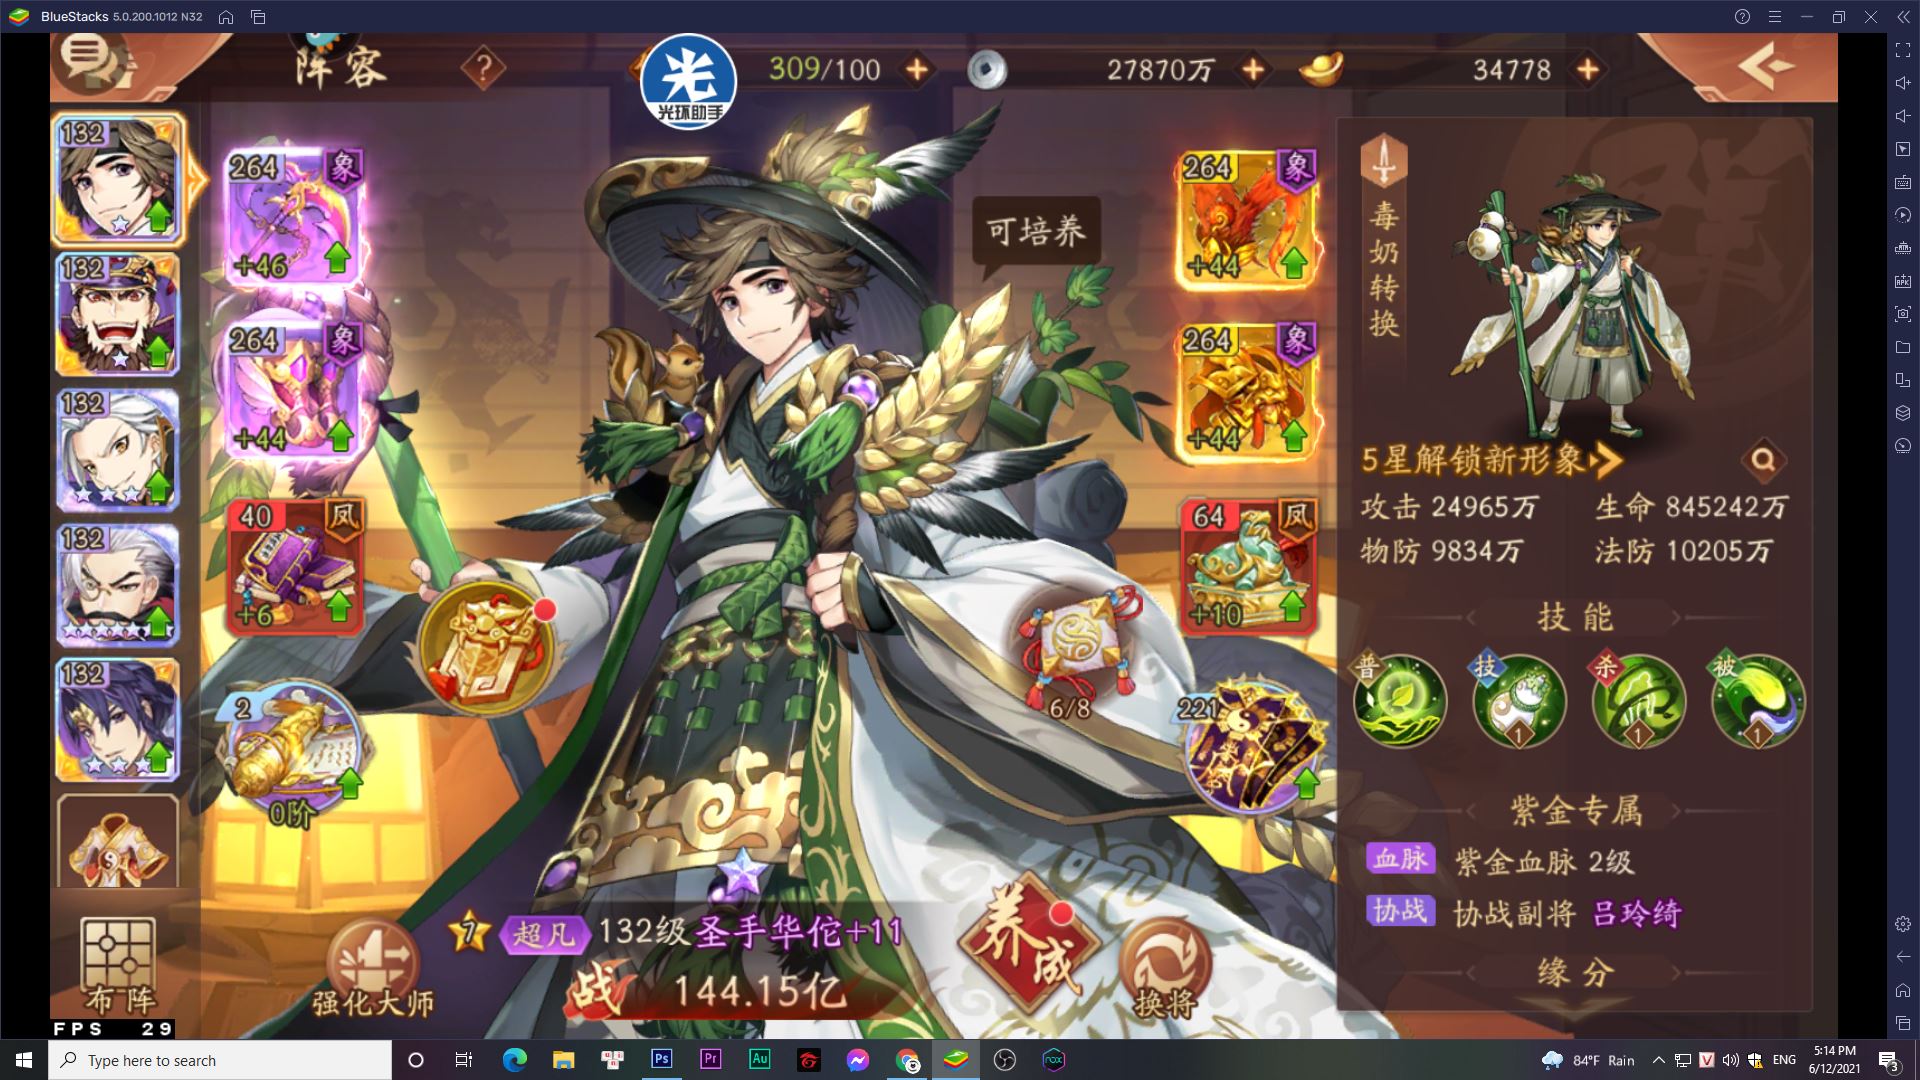 BlueStacks 5.0.200.1012 N32
阵容
?
光
光环助手
309/100
27870万
34778
132
132
132
132
132
264 象
+46
264 象
+44
40 凤
+6
2
0阶
可培养
264 象
+44
264 象
+44
64 凤
+10
6/8
221
毒奶转换
5星解锁新形象
攻击 24965万 生命 845242万
物防 9834万 法防 10205万
技能
普 技 杀 被
1 1 1
紫金专属
血脉 紫金血脉 2级
协战 协战副将 吕玲绮
缘分
布阵
强化大师
7 超凡 132级圣手华佗+11
战 144.15亿
养成
换将
FPS 29
Type here to search
Ps
Pr
Au
84°F Rain
V
ENG
5:14 PM
6/12/2021
3